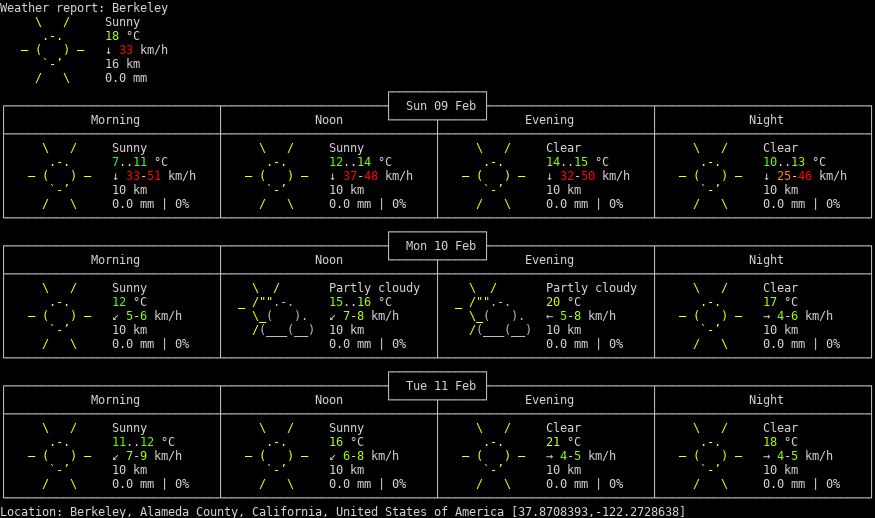 Weather report: Berkeley
Sunny
18 °C
↓ 33 km/h
16 km
0.0 mm
Sun 09 Feb
Morning Noon Evening Night
Sunny Sunny Clear Clear
7..11 °C 12..14 °C 14..15 °C 10..13 °C
↓ 33-51 km/h ↓ 37-48 km/h ↓ 32-50 km/h ↓ 25-46 km/h
10 km 10 km 10 km 10 km
0.0 mm | 0% 0.0 mm | 0% 0.0 mm | 0% 0.0 mm | 0%
Mon 10 Feb
Morning Noon Evening Night
Sunny Partly cloudy Partly cloudy Clear
12 °C 15..16 °C 20 °C 17 °C
↙ 5-6 km/h ↙ 7-8 km/h ← 5-8 km/h → 4-6 km/h
10 km 10 km 10 km 10 km
0.0 mm | 0% 0.0 mm | 0% 0.0 mm | 0% 0.0 mm | 0%
Tue 11 Feb
Morning Noon Evening Night
Sunny Sunny Clear Clear
11..12 °C 16 °C 21 °C 18 °C
↙ 7-9 km/h ↙ 6-8 km/h → 4-5 km/h → 4-5 km/h
10 km 10 km 10 km 10 km
0.0 mm | 0% 0.0 mm | 0% 0.0 mm | 0% 0.0 mm | 0%
Location: Berkeley, Alameda County, California, United States of America [37.8708393,-122.2728638]